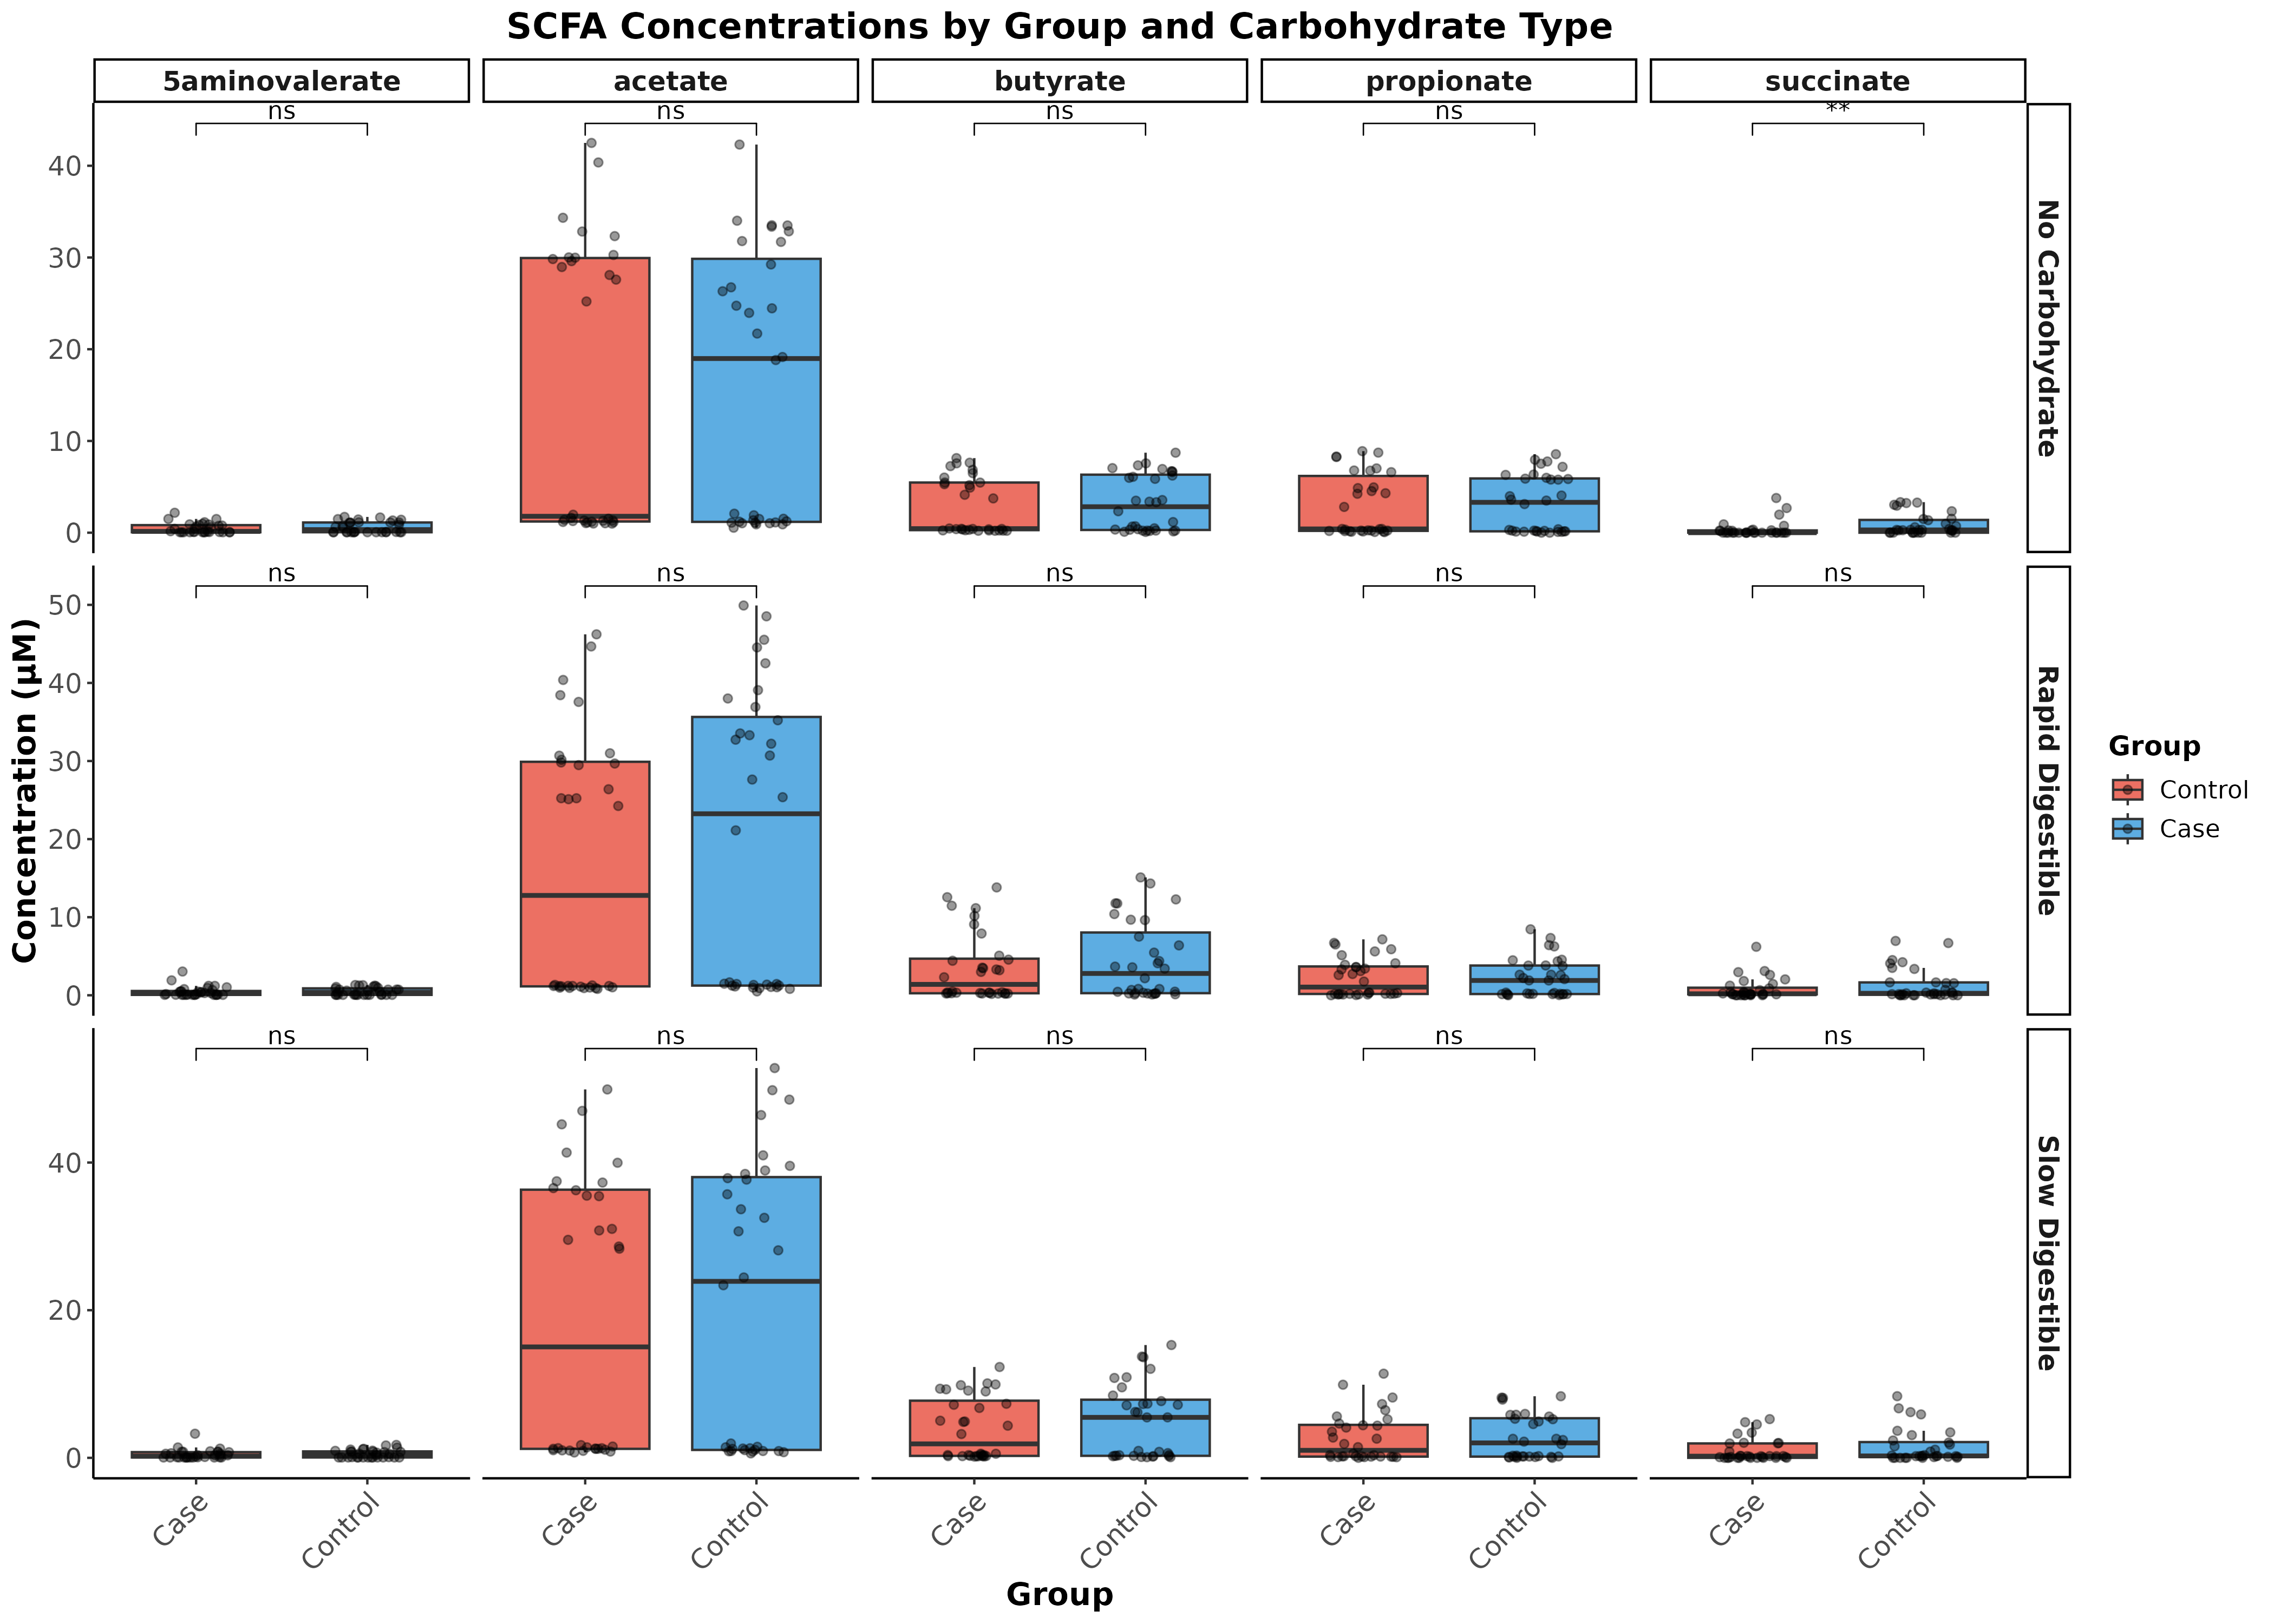 SCFA Concentrations by Group and Carbohydrate Type
5aminovalerate acetate butyrate propionate succinate
ns ns ns ns **
40
30
20
10
0
No Carbohydrate
ns ns ns ns ns
50
40
30
20
10
0
Rapid Digestible
ns ns ns ns ns
40
20
0
Slow Digestible
Concentration (µM)
Case Control Case Control Case Control Case Control Case Control
Group
Group
Control
Case